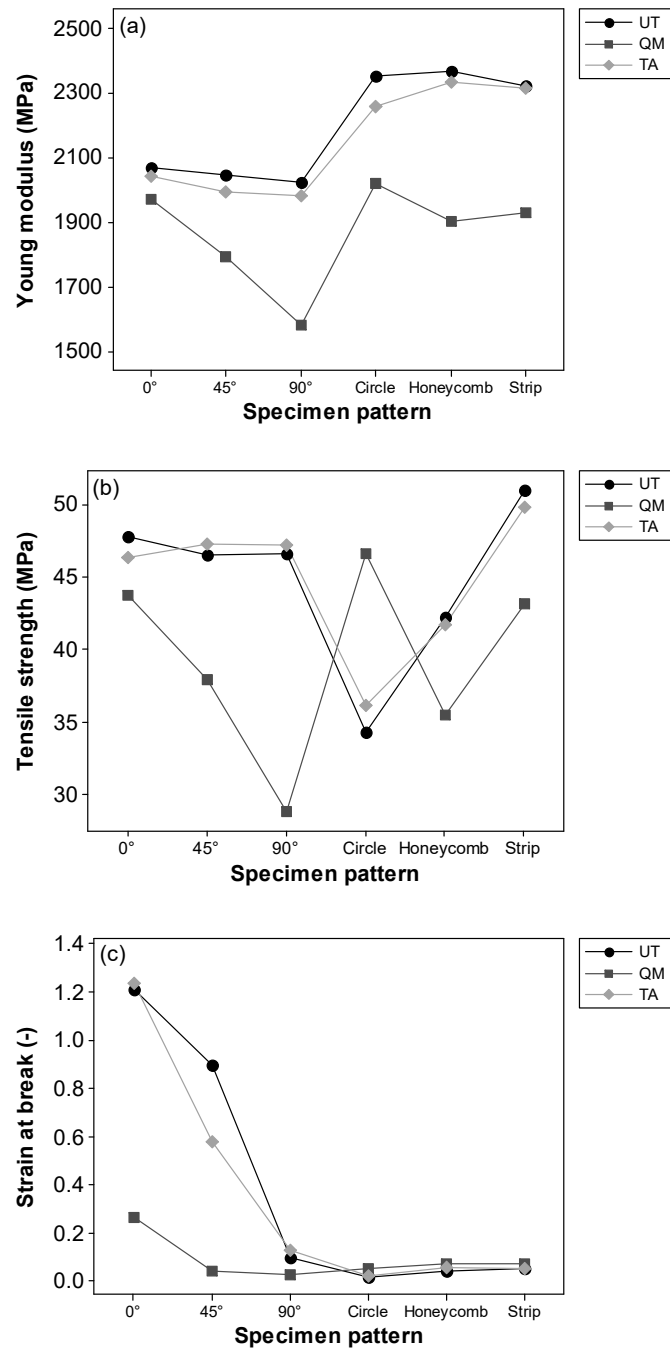 (a)
UT
QM
TA
Young modulus (MPa)
2500
2300
2100
1900
1700
1500
0° 45° 90° Circle Honeycomb Strip
Specimen pattern
(b)
UT
QM
TA
Tensile strength (MPa)
50
45
40
35
30
0° 45° 90° Circle Honeycomb Strip
Specimen pattern
(c)
UT
QM
TA
Strain at break (-)
1.4
1.2
1.0
0.8
0.6
0.4
0.2
0.0
0° 45° 90° Circle Honeycomb Strip
Specimen pattern